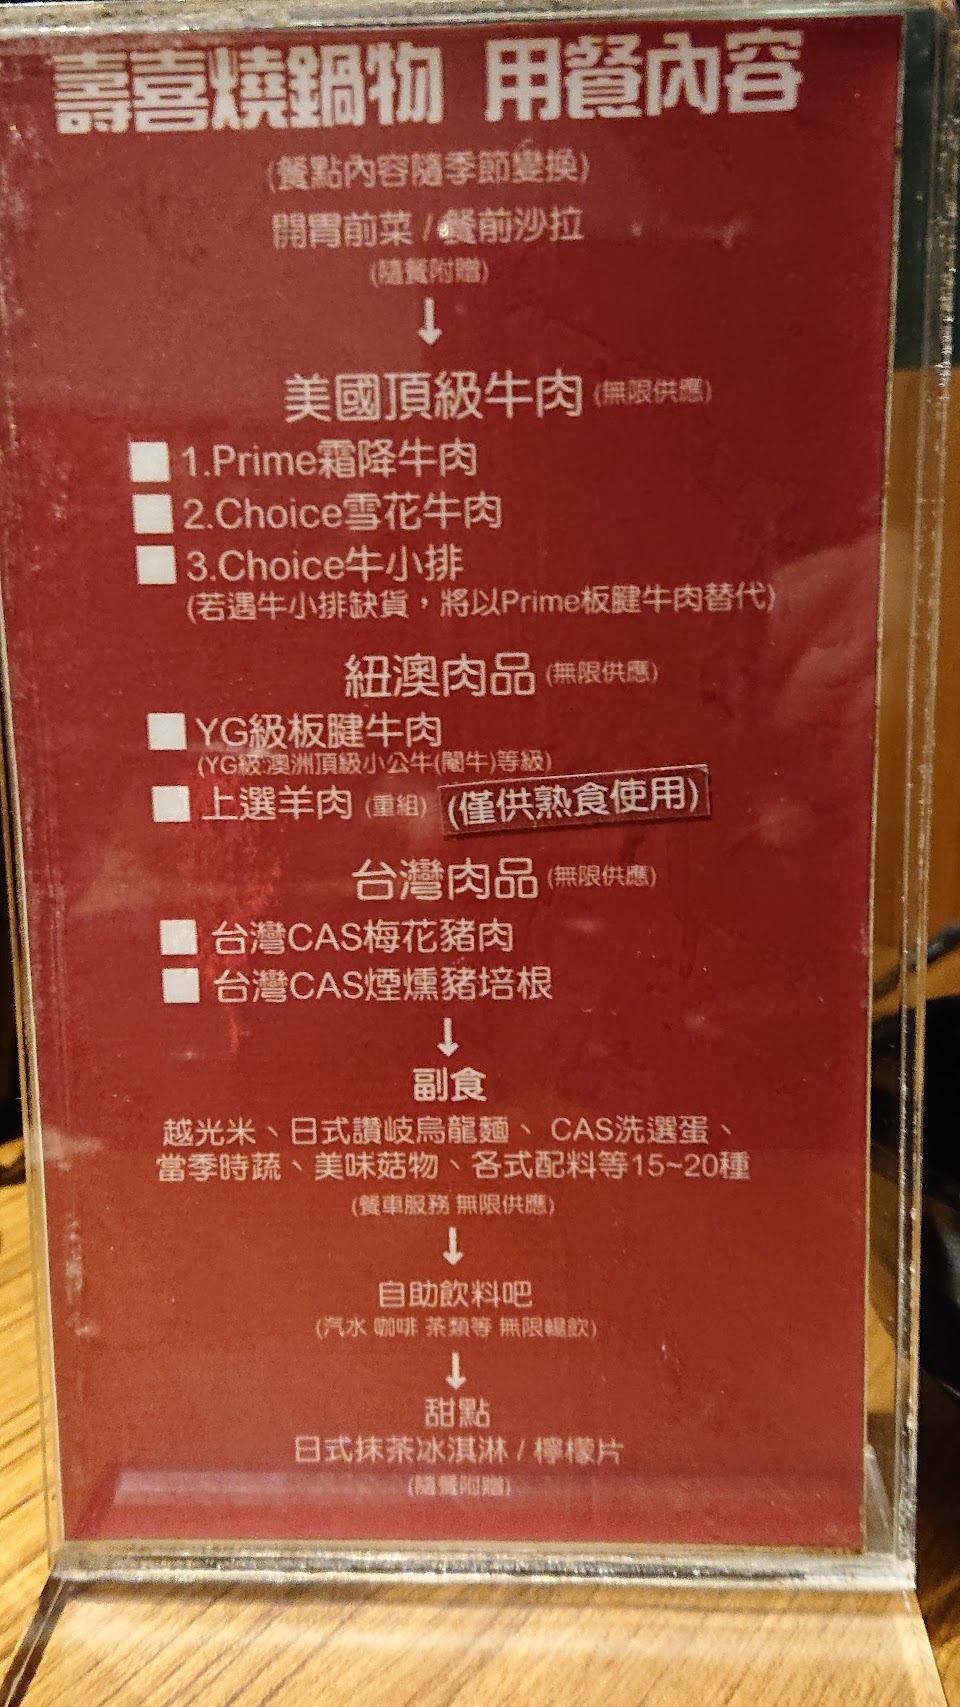 壽喜燒鍋物 用餐內容
(餐點內容隨季節變換)
開胃前菜 / 餐前沙拉
(隨餐附贈)
↓
美國頂級牛肉 (無限供應)
1.Prime霜降牛肉
2.Choice雪花牛肉
3.Choice牛小排
(若遇牛小排缺貨，將以Prime板腱牛肉替代)
紐澳肉品 (無限供應)
YG級板腱牛肉
(YG級:澳洲頂級小公牛(閹牛)等級)
上選羊肉 (重組) (僅供熟食使用)
台灣肉品 (無限供應)
台灣CAS梅花豬肉
台灣CAS煙燻豬培根
↓
副食
越光米、日式讚岐烏龍麵、CAS洗選蛋、
當季時蔬、美味菇物、各式配料等15~20種
(餐車服務 無限供應)
↓
自助飲料吧
(汽水 咖啡 茶類等 無限暢飲)
↓
甜點
日式抹茶冰淇淋 / 檸檬片
(隨餐附贈)